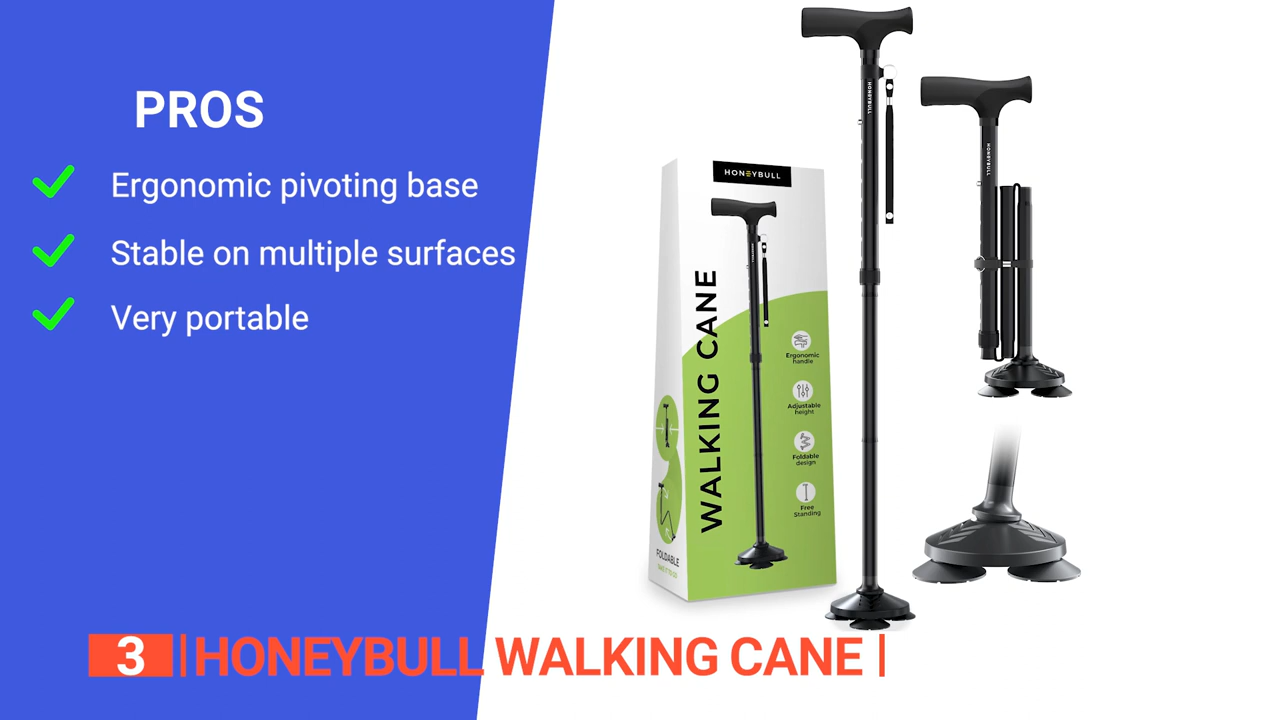 PROS
Ergonomic pivoting base
Stable on multiple surfaces
Very portable
HONEYBULL
WALKING CANE
Ergonomic
handle
Adjustable
height
Foldable
design
Free
Standing
FOLDABLE
HONEYBULL
HONEYBULL
3 | HONEYBULL WALKING CANE |